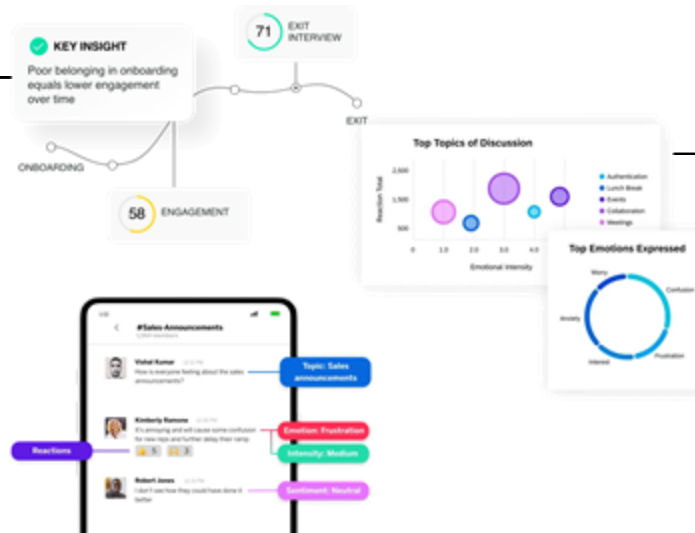 KEY INSIGHT
Poor belonging in onboarding
equals lower engagement
over time
71
EXIT
INTERVIEW
EXIT
ONBOARDING
58
ENGAGEMENT
Top Topics of Discussion
Reaction Total
2,500
1,500
500
0
1.0
2.0
3.0
4.0
Emotional Intensity
Authentication
Lunch Break
Events
Collaboration
Meetings
Top Emotions Expressed
Worry
Confusion
Anxiety
Interest
Frustration
#Sales-Announcements
Vishal Kumar
How is everyone feeling about the sales
announcements?
Topic: Sales
announcements
Kimberly Ramone
It's annoying and will cause some confusion
for new reps and further delay their ramp
5
3
Reactions
Emotion: Frustration
Intensity: Medium
Robert Jones
I don't see how they could have done it
better
Sentiment: Neutral